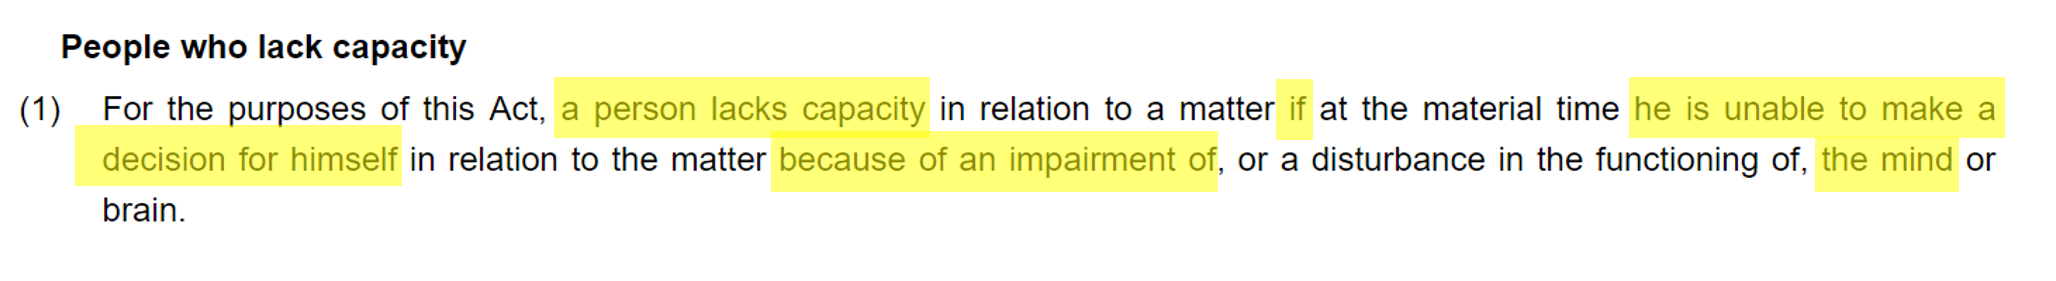 People who lack capacity
(1) For the purposes of this Act, a person lacks capacity in relation to a matter if at the material time he is unable to make a
decision for himself in relation to the matter because of an impairment of, or a disturbance in the functioning of, the mind or
brain.